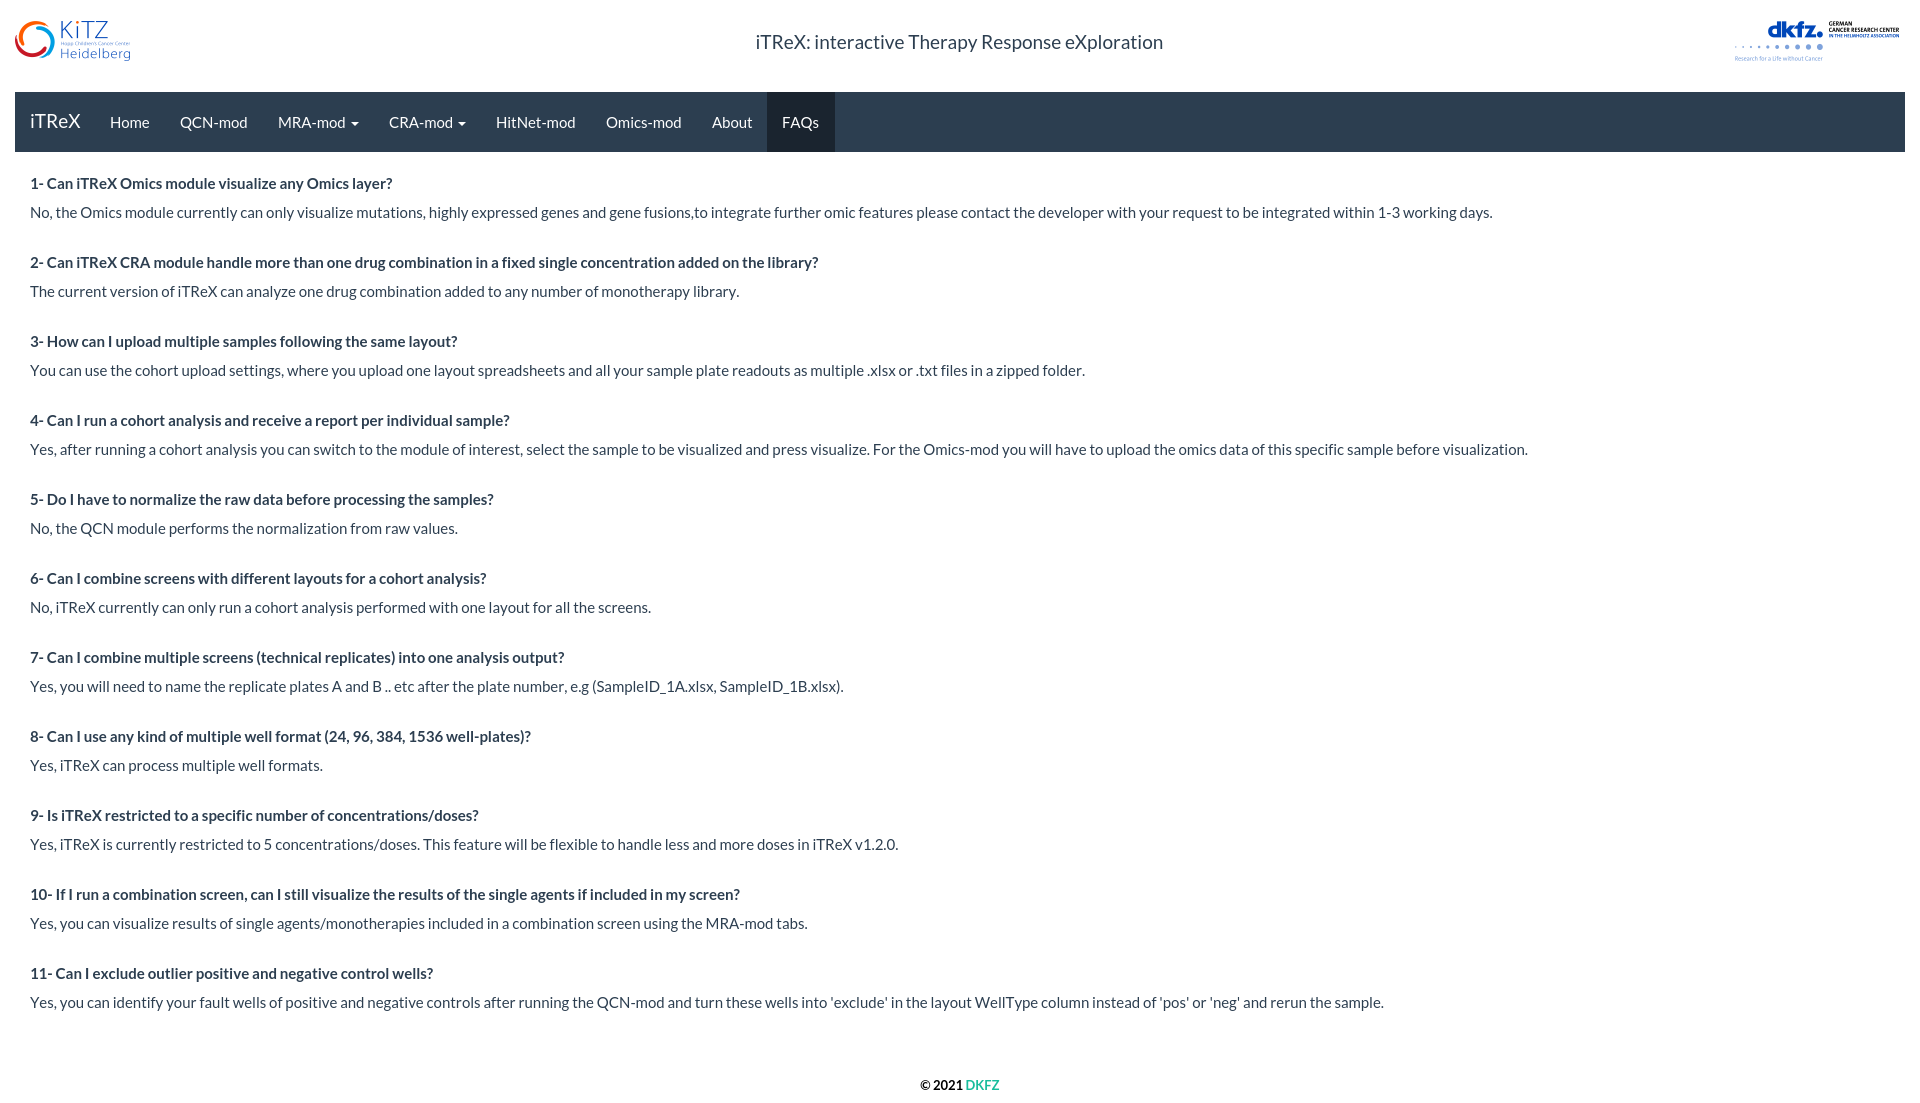 KiTZ
Hopp Children's Cancer Center
Heidelberg
iTReX: interactive Therapy Response eXploration
dkfz.
GERMAN
CANCER RESEARCH CENTER
IN THE HELMHOLTZ ASSOCIATION
Research for a Life without Cancer
iTReX Home QCN-mod MRA-mod CRA-mod HitNet-mod Omics-mod About FAQs
1- Can iTReX Omics module visualize any Omics layer?
No, the Omics module currently can only visualize mutations, highly expressed genes and gene fusions,to integrate further omic features please contact the developer with your request to be integrated within 1-3 working days.
2- Can iTReX CRA module handle more than one drug combination in a fixed single concentration added on the library?
The current version of iTReX can analyze one drug combination added to any number of monotherapy library.
3- How can I upload multiple samples following the same layout?
You can use the cohort upload settings, where you upload one layout spreadsheets and all your sample plate readouts as multiple .xlsx or .txt files in a zipped folder.
4- Can I run a cohort analysis and receive a report per individual sample?
Yes, after running a cohort analysis you can switch to the module of interest, select the sample to be visualized and press visualize. For the Omics-mod you will have to upload the omics data of this specific sample before visualization.
5- Do I have to normalize the raw data before processing the samples?
No, the QCN module performs the normalization from raw values.
6- Can I combine screens with different layouts for a cohort analysis?
No, iTReX currently can only run a cohort analysis performed with one layout for all the screens.
7- Can I combine multiple screens (technical replicates) into one analysis output?
Yes, you will need to name the replicate plates A and B .. etc after the plate number, e.g (SampleID_1A.xlsx, SampleID_1B.xlsx).
8- Can I use any kind of multiple well format (24, 96, 384, 1536 well-plates)?
Yes, iTReX can process multiple well formats.
9- Is iTReX restricted to a specific number of concentrations/doses?
Yes, iTReX is currently restricted to 5 concentrations/doses. This feature will be flexible to handle less and more doses in iTReX v1.2.0.
10- If I run a combination screen, can I still visualize the results of the single agents if included in my screen?
Yes, you can visualize results of single agents/monotherapies included in a combination screen using the MRA-mod tabs.
11- Can I exclude outlier positive and negative control wells?
Yes, you can identify your fault wells of positive and negative controls after running the QCN-mod and turn these wells into 'exclude' in the layout WellType column instead of 'pos' or 'neg' and rerun the sample.
© 2021 DKFZ